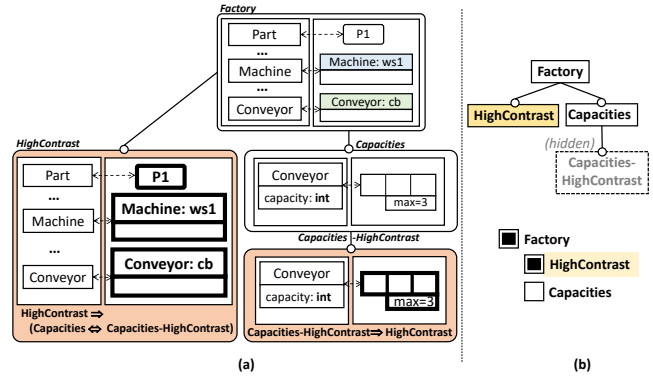 Factory
Part
P1
...
Machine
Machine: ws1
...
Conveyor
Conveyor: cb
HighContrast
Part
P1
...
Machine
Machine: ws1
...
Conveyor
Conveyor: cb
HighContrast ⇒
(Capacities ⇔ Capacities-HighContrast)
Capacities
Conveyor
capacity: int
max=3
Capacities -HighContrast
Conveyor
capacity: int
max=3
Capacities-HighContrast ⇒ HighContrast
(a)
Factory
HighContrast
Capacities
(hidden)
Capacities-
HighContrast
Factory
HighContrast
Capacities
(b)